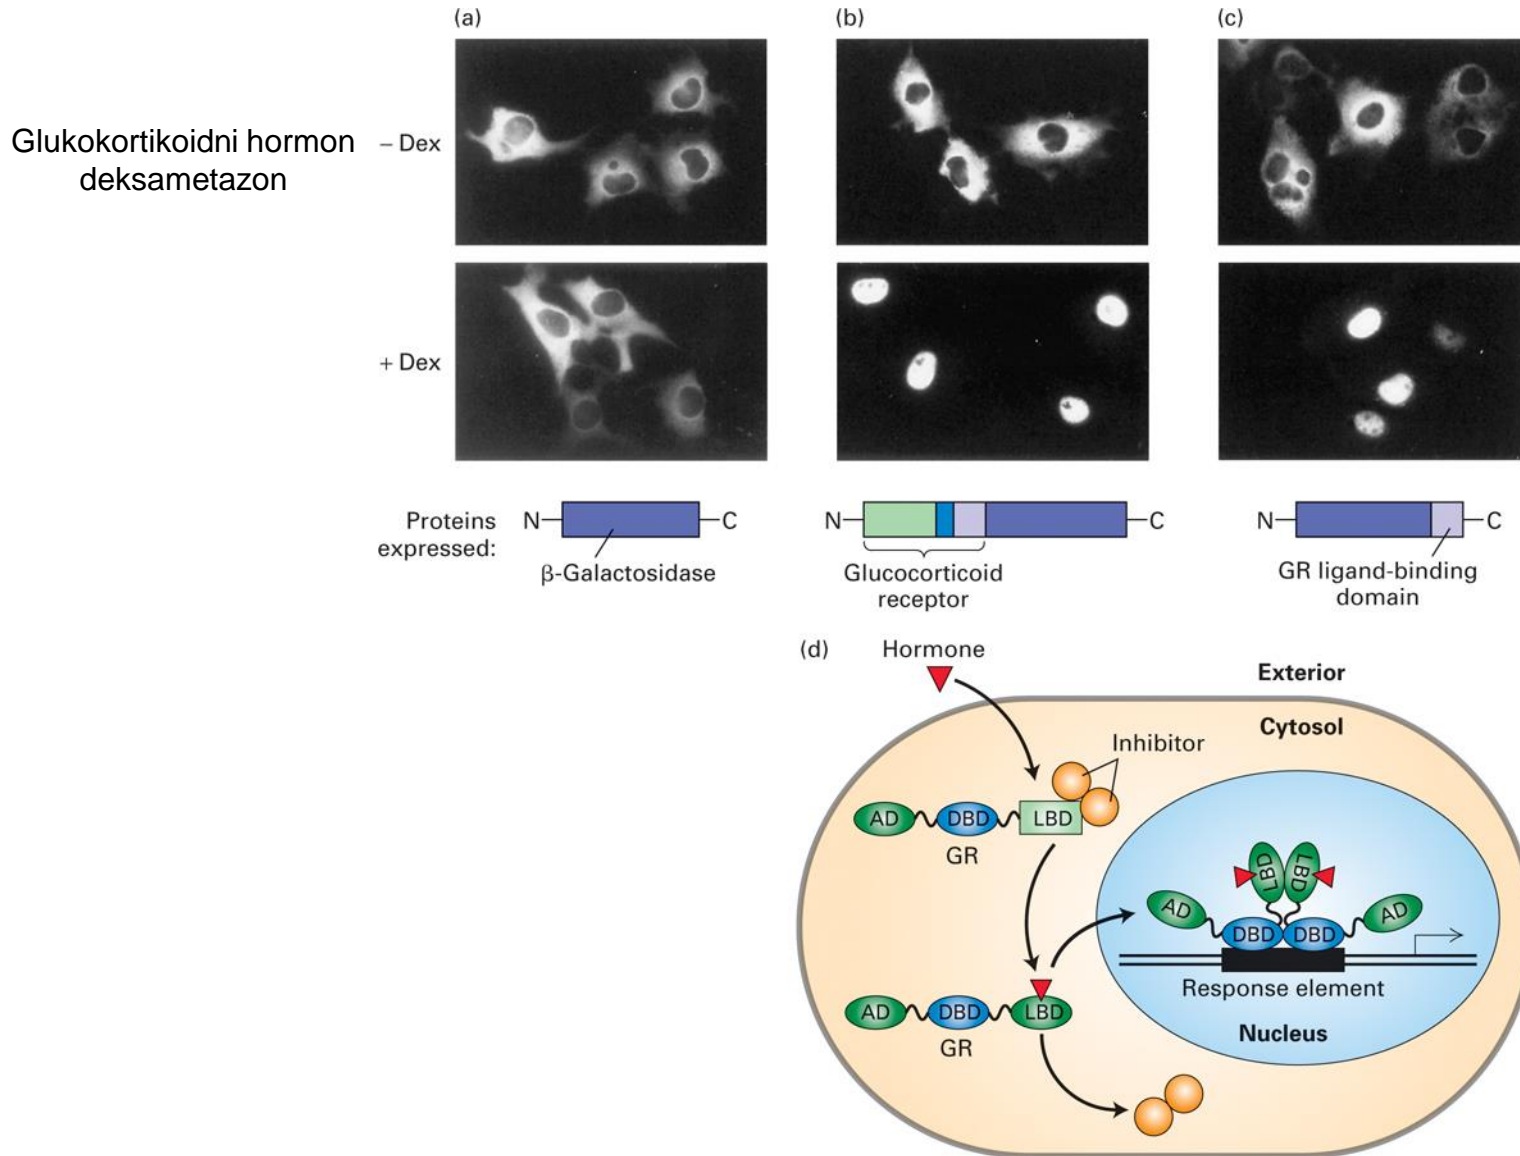 (a)
(b)
(c)
Glukokortikoidni hormon
deksametazon
– Dex
+ Dex
Proteins
expressed:
N
C
β-Galactosidase
N
C
Glucocorticoid
receptor
N
C
GR ligand-binding
domain
(d)
Hormone
Exterior
Cytosol
Inhibitor
AD
DBD
LBD
GR
LBD
LBD
AD
AD
DBD
DBD
Response element
Nucleus
AD
DBD
LBD
GR